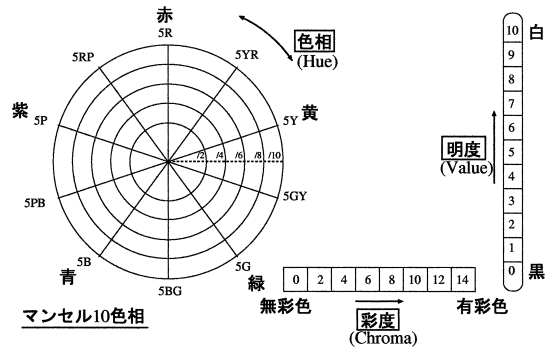 赤
5R
5RP
5YR
色相
(Hue)
紫
5P
5Y
黄
/2 /4 /6 /8 /10
5PB
5GY
青
5B
5BG
5G
緑
マンセル10色相
0 2 4 6 8 10 12 14
無彩色
有彩色
彩度
(Chroma)
明度
(Value)
白
10
9
8
7
6
5
4
3
2
1
0
黒